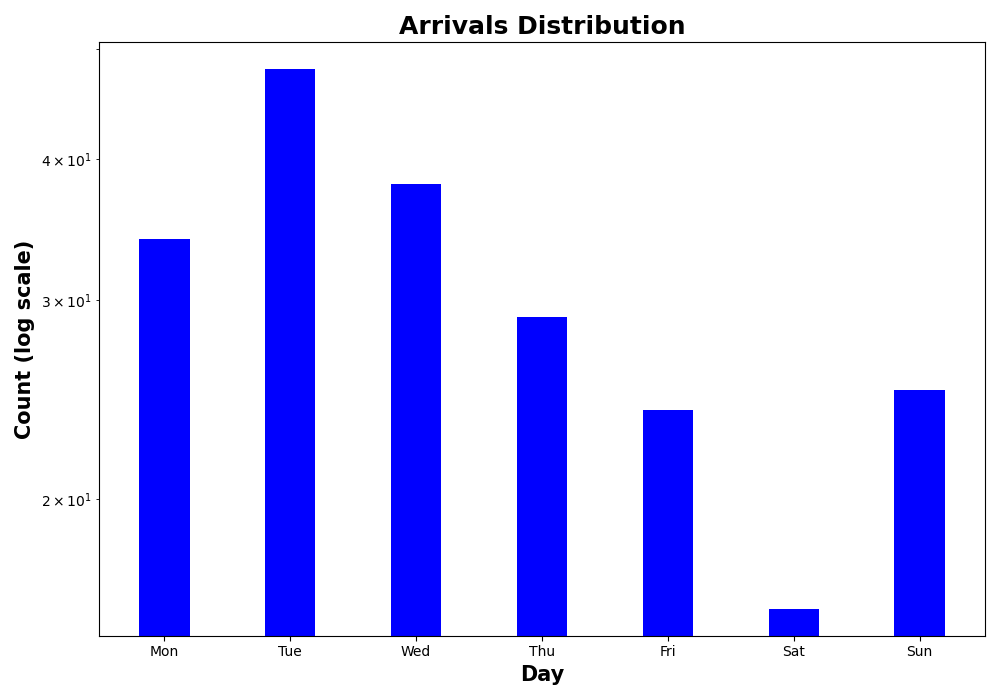 Arrivals Distribution
Count (log scale)
4 × 10¹
3 × 10¹
2 × 10¹
Mon Tue Wed Thu Fri Sat Sun
Day